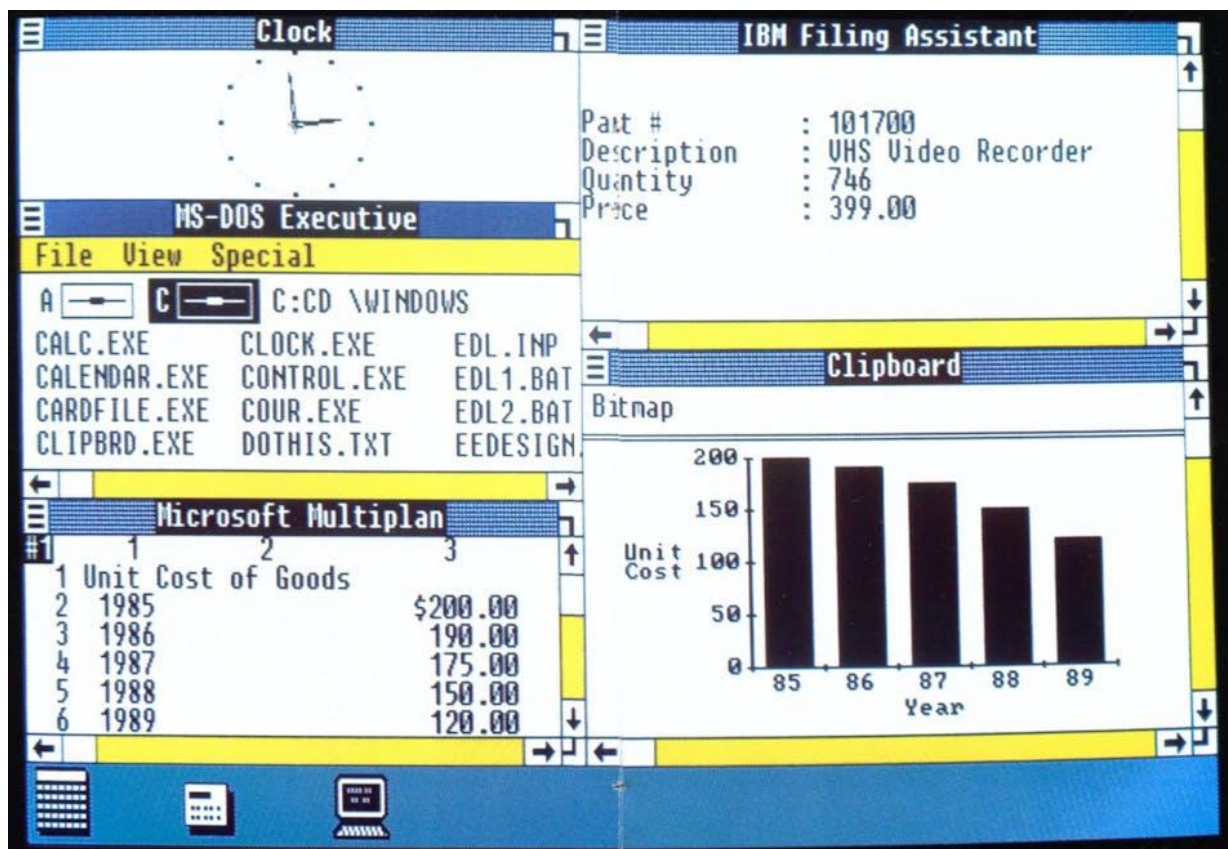 Clock
MS-DOS Executive
File View Special
A C C:CD \WINDOWS
CALC.EXE CLOCK.EXE EDL.INP
CALENDAR.EXE CONTROL.EXE EDL1.BAT
CARDFILE.EXE COUR.EXE EDL2.BAT
CLIPBRD.EXE DOTHIS.TXT EEDESIGN.
Microsoft Multiplan
#1 1 2 3
1 Unit Cost of Goods
2 1985 $200.00
3 1986 190.00
4 1987 175.00
5 1988 150.00
6 1989 120.00
IBM Filing Assistant
Part # : 101700
Description : VHS Video Recorder
Quantity : 746
Price : 399.00
Clipboard
Bitmap
200
150
Unit
Cost
100
50
0
85 86 87 88 89
Year